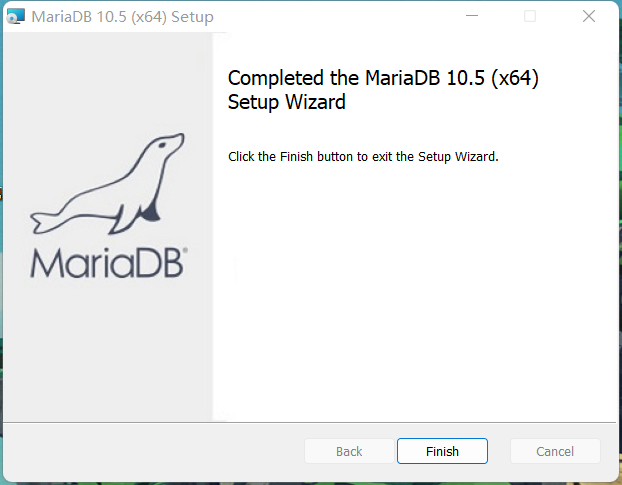 MariaDB 10.5 (x64) Setup
Completed the MariaDB 10.5 (x64)
Setup Wizard
Click the Finish button to exit the Setup Wizard.
MariaDB®
Back
Finish
Cancel